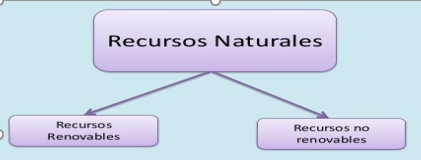 Recursos Naturales
Recursos
Renovables
Recursos no
renovables